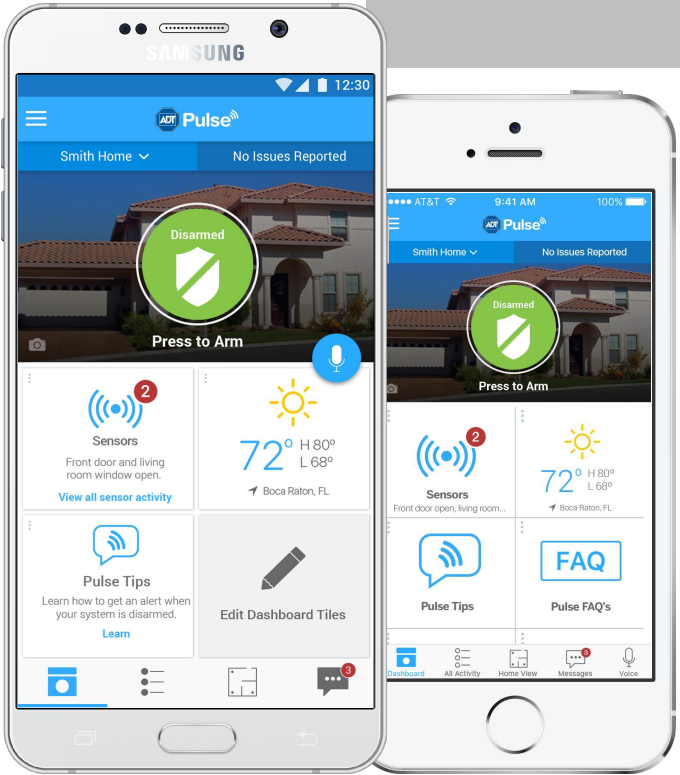 SAMSUNG
12:30
ADT Pulse
Smith Home
No Issues Reported
Disarmed
Press to Arm
2
Sensors
Front door and living
room window open.
View all sensor activity
72° H 80°
L 68°
Boca Raton, FL
Pulse Tips
Learn how to get an alert when
your system is disarmed.
Learn
Edit Dashboard Tiles
3
AT&T 9:41 AM 100%
ADT Pulse
Smith Home
No Issues Reported
Disarmed
Press to Arm
2
Sensors
Front door open, living room...
72° H 80°
L 68°
Boca Raton, FL
Pulse Tips
FAQ
Pulse FAQ's
3
Dashboard All Activity Home View Messages Voice